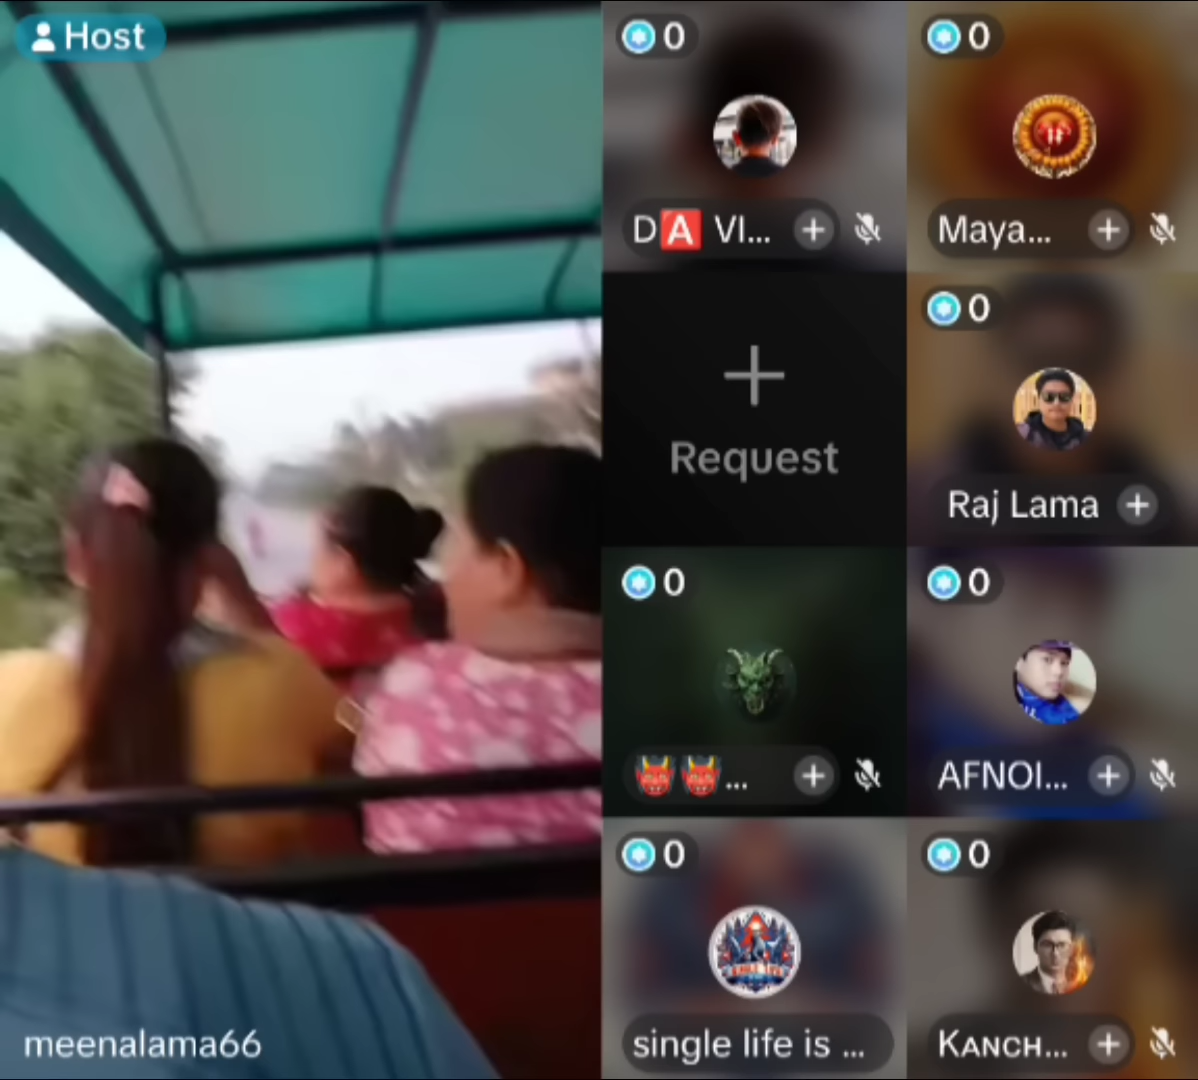 Host
0
0
DA VI...
Maya...
0
Request
Raj Lama
0
0
👹👹...
AFNOI...
0
0
meenalama66
single life is ...
KANCH...